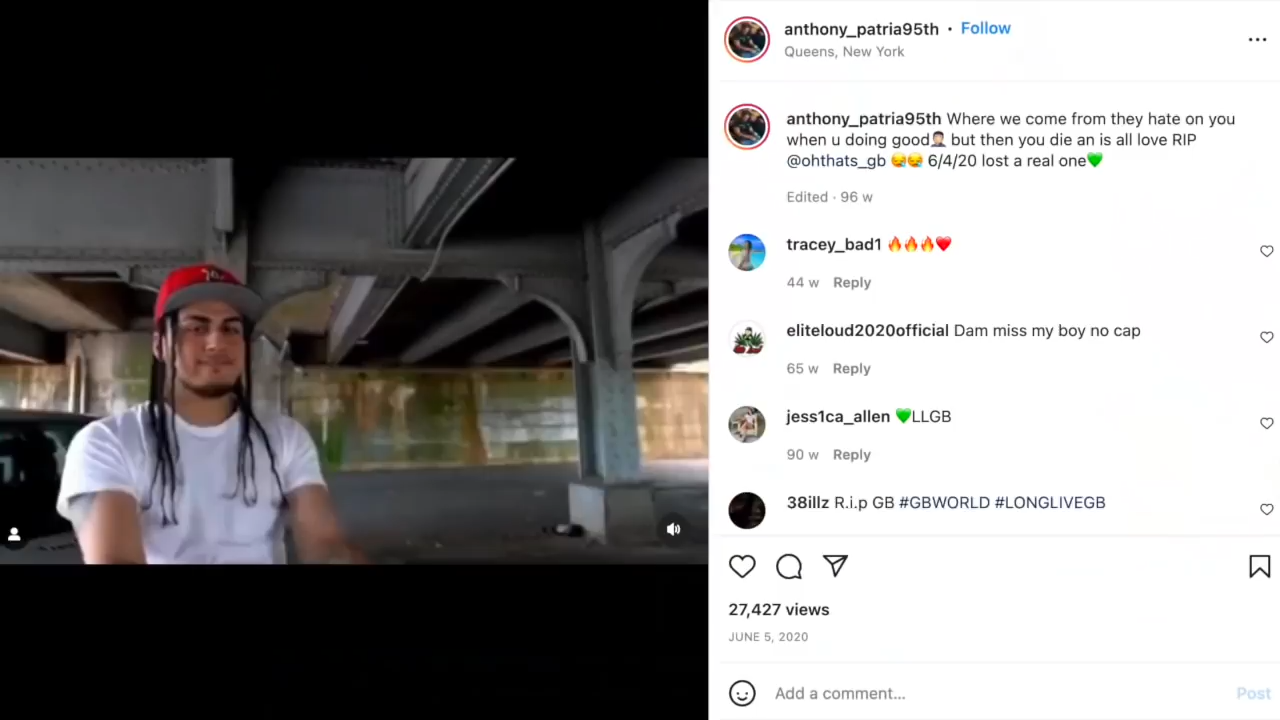 anthony_patria95th • Follow
Queens, New York
anthony_patria95th Where we come from they hate on you
when u doing good🤦🏻‍♂️ but then you die an is all love RIP
@ohthats_gb 😪😪 6/4/20 lost a real one💚
Edited · 96 w
tracey_bad1 🔥🔥🔥❤️
44 w Reply
eliteloud2020official Dam miss my boy no cap
65 w Reply
jess1ca_allen 💚LLGB
90 w Reply
38illz R.i.p GB #GBWORLD #LONGLIVEGB
27,427 views
JUNE 5, 2020
Add a comment... Post